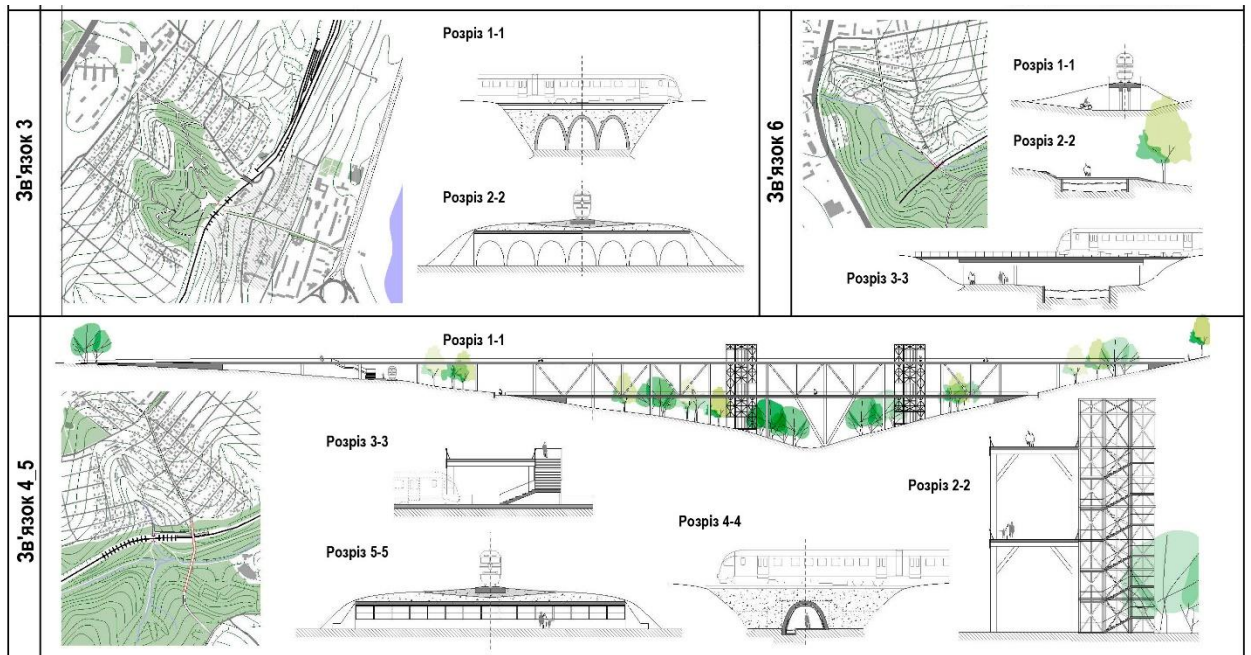 Зв'язок 3
Розріз 1-1
Розріз 2-2
Зв'язок 6
Розріз 1-1
Розріз 2-2
Розріз 3-3
Зв'язок 4_5
Розріз 1-1
Розріз 3-3
Розріз 2-2
Розріз 4-4
Розріз 5-5